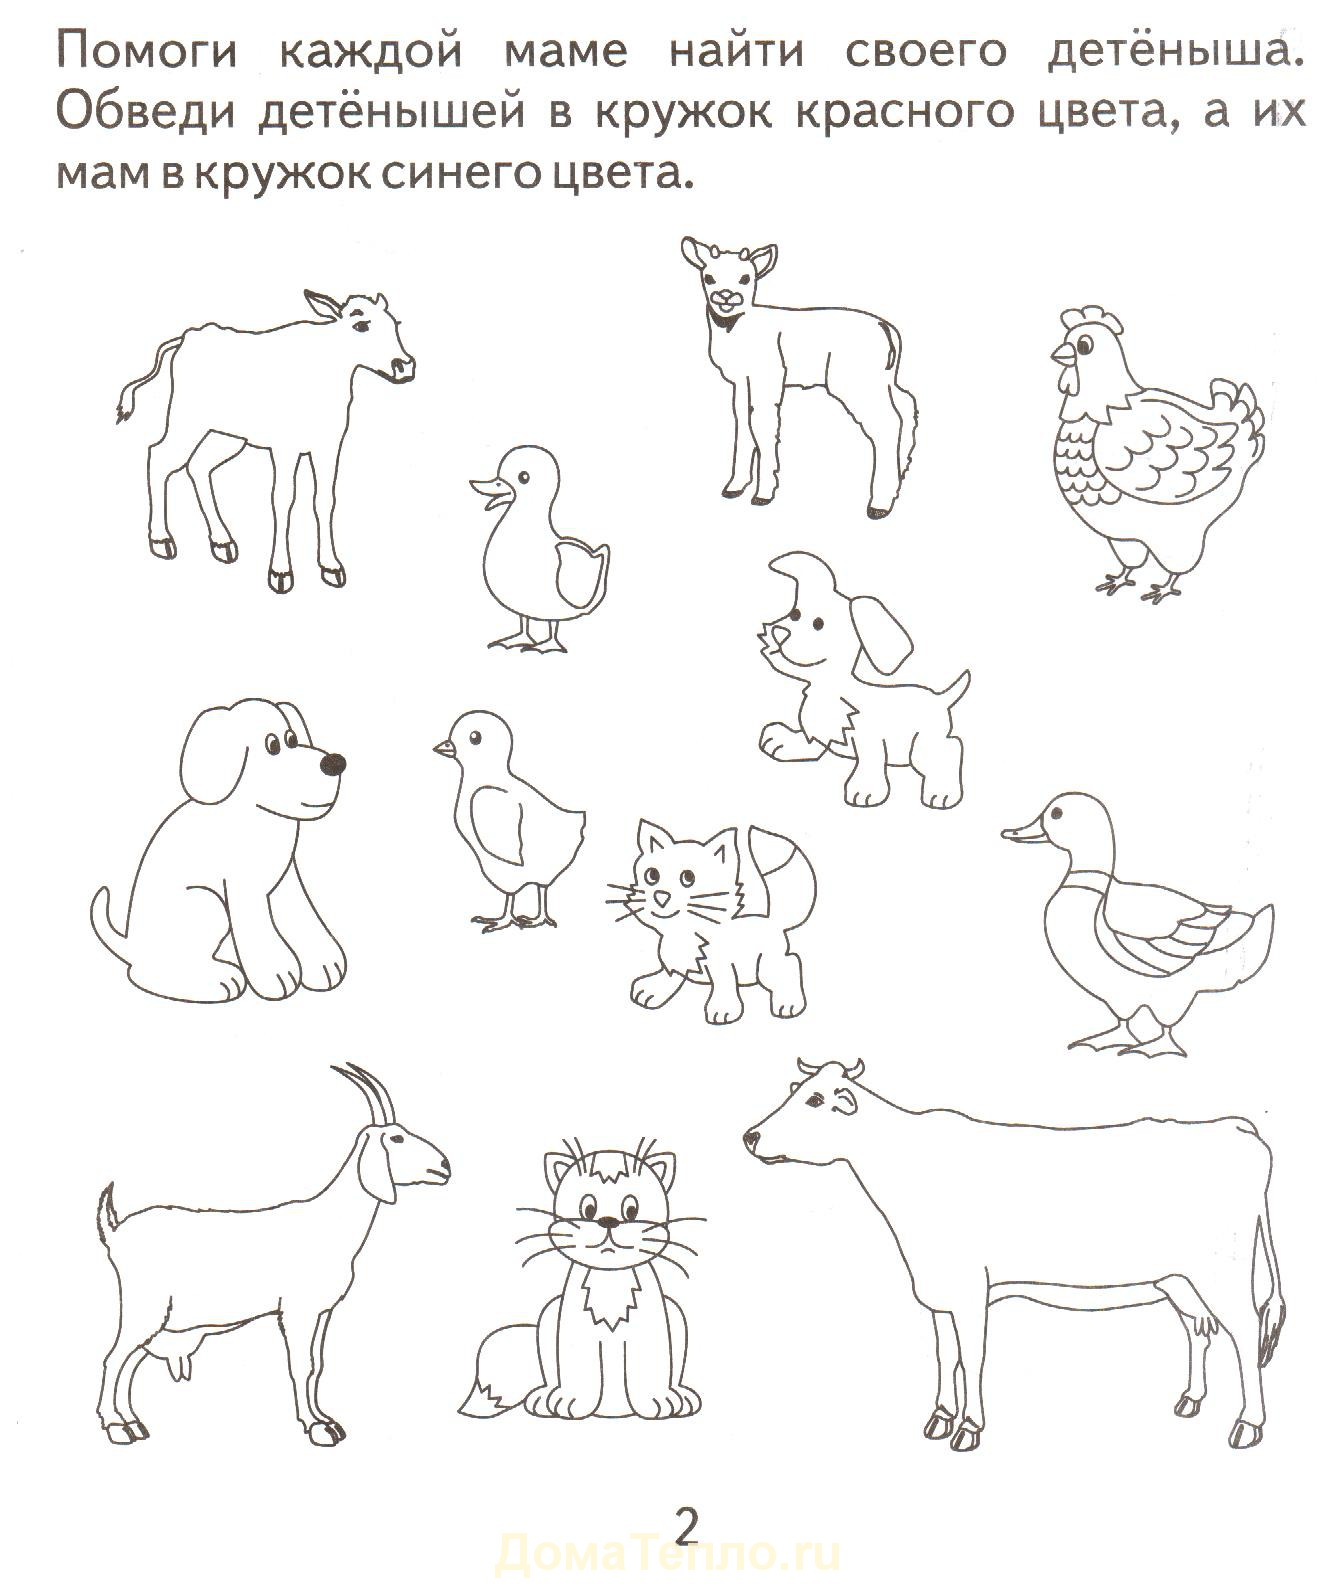 Помоги каждой маме найти своего детёныша.
Обведи детёнышей в кружок красного цвета, а их
мам в кружок синего цвета.
2
ДомаТепло.ru